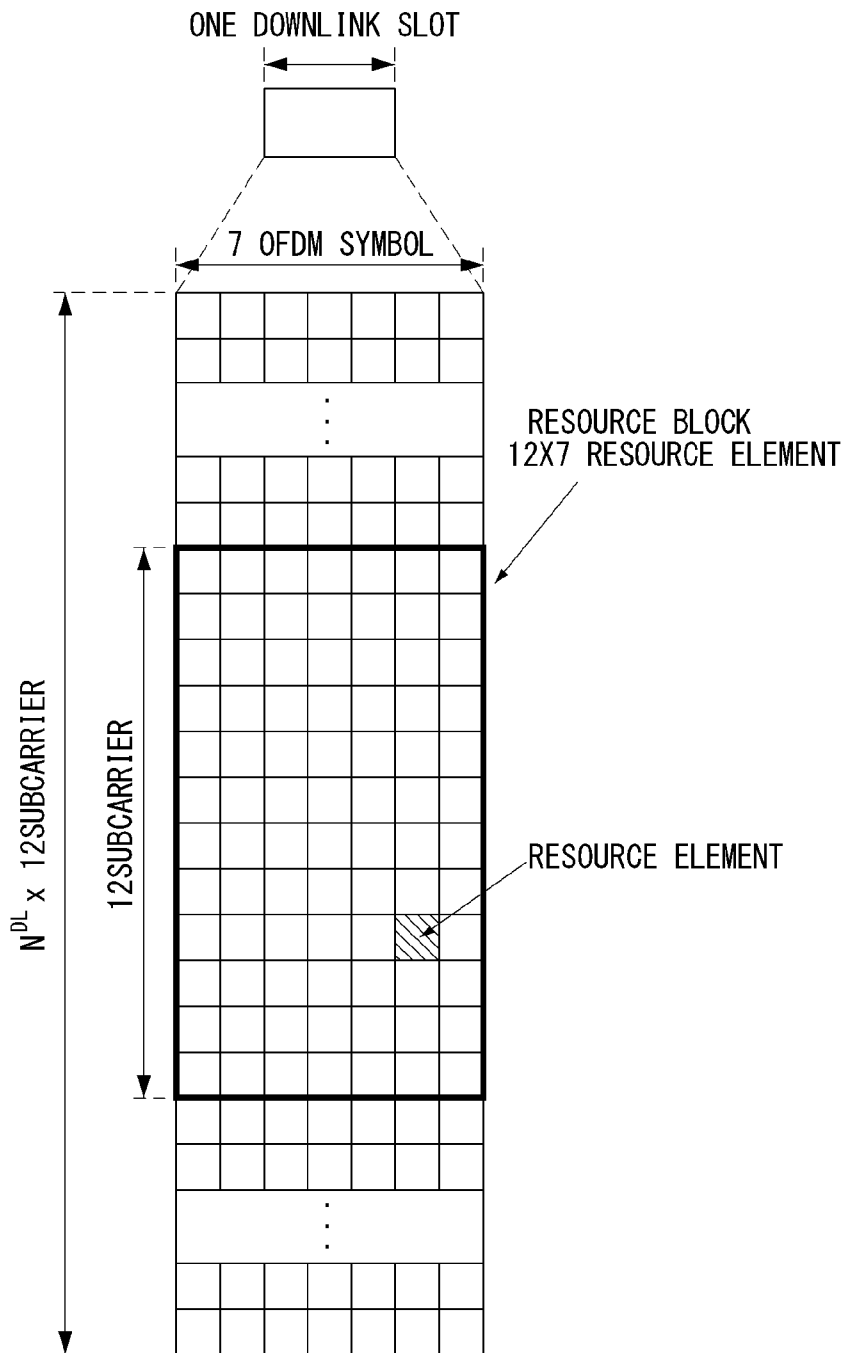 ONE DOWNLINK SLOT
7 OFDM SYMBOL
RESOURCE BLOCK
12X7 RESOURCE ELEMENT
N^DL x 12SUBCARRIER
12SUBCARRIER
RESOURCE ELEMENT